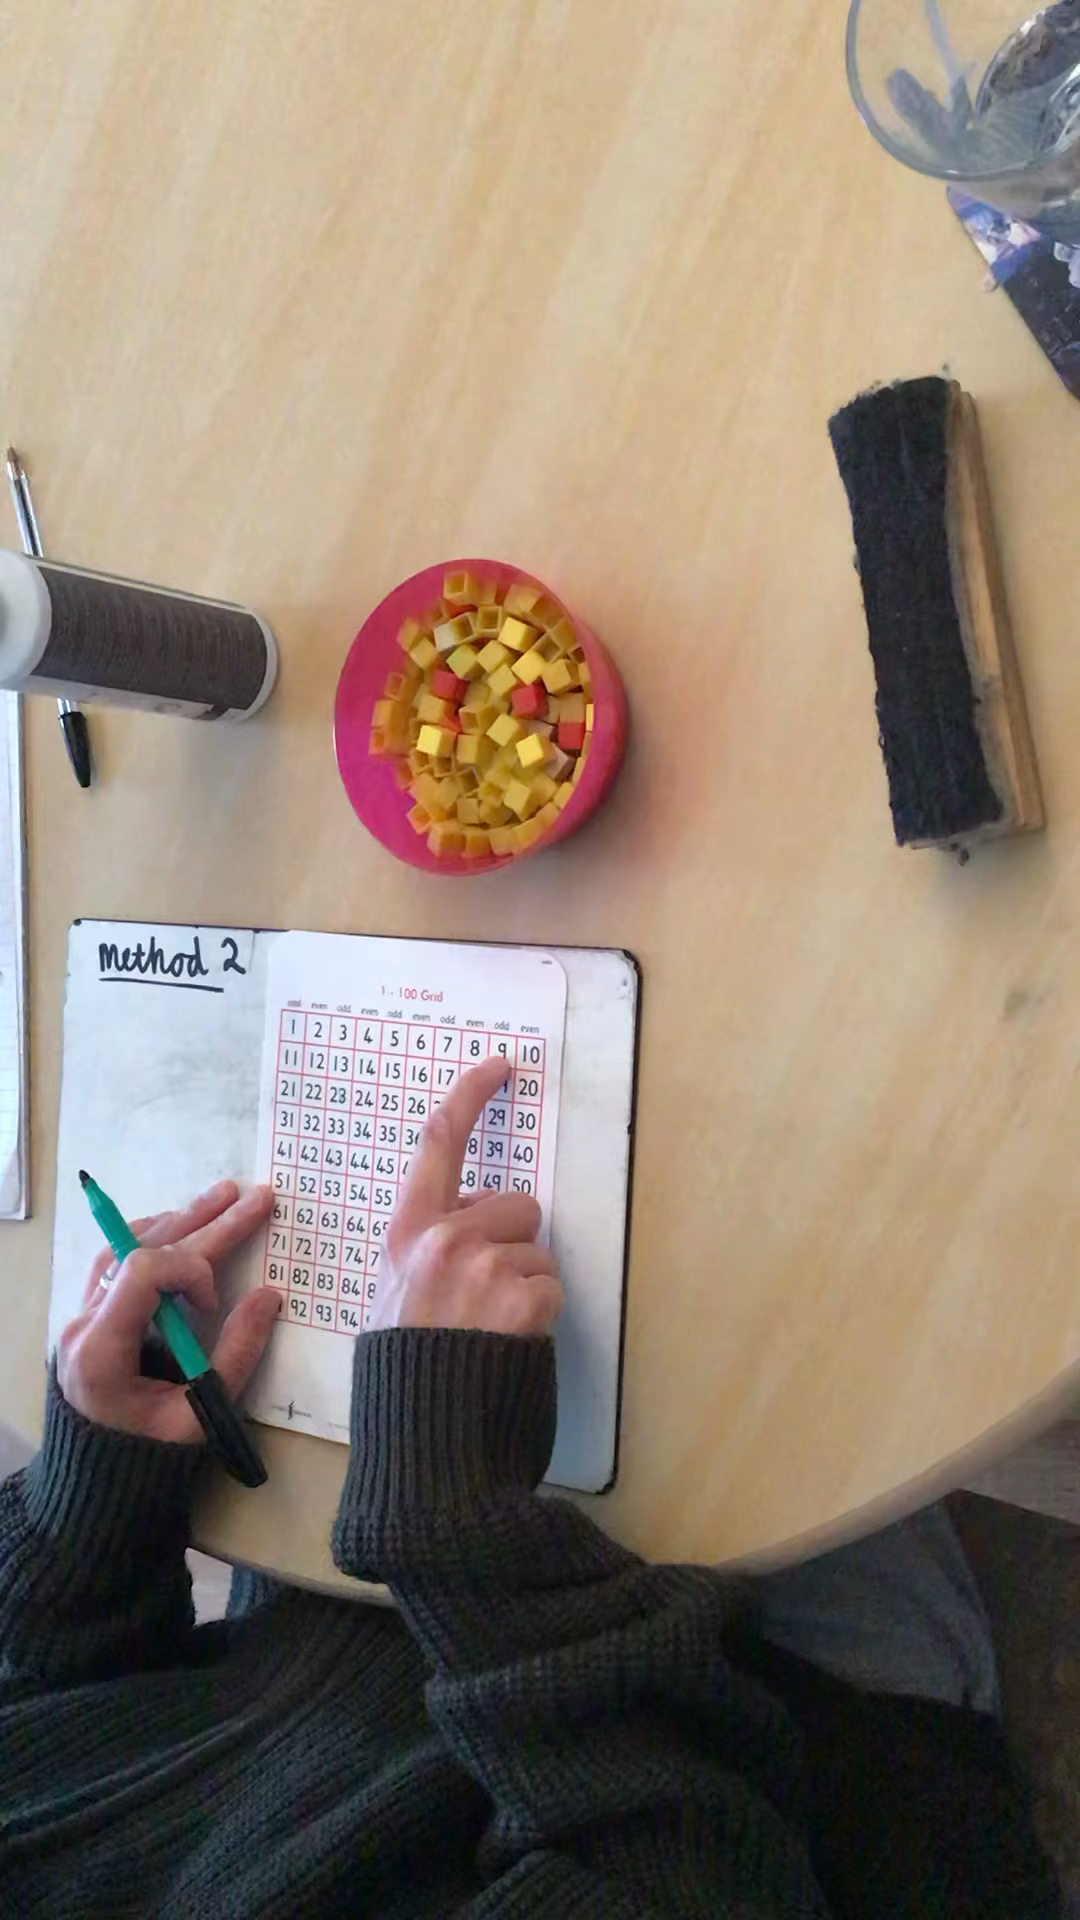 Method 2
1 - 100 Grid
odd even odd even odd even odd even odd even
1 2 3 4 5 6 7 8 9 10
11 12 13 14 15 16 17 20
21 22 23 24 25 26 29 30
31 32 33 34 35 39 40
41 42 43 44 45 49 50
51 52 53 54 55
61 62 63 64
71 72 73 74
81 82 83 84
92 93 94